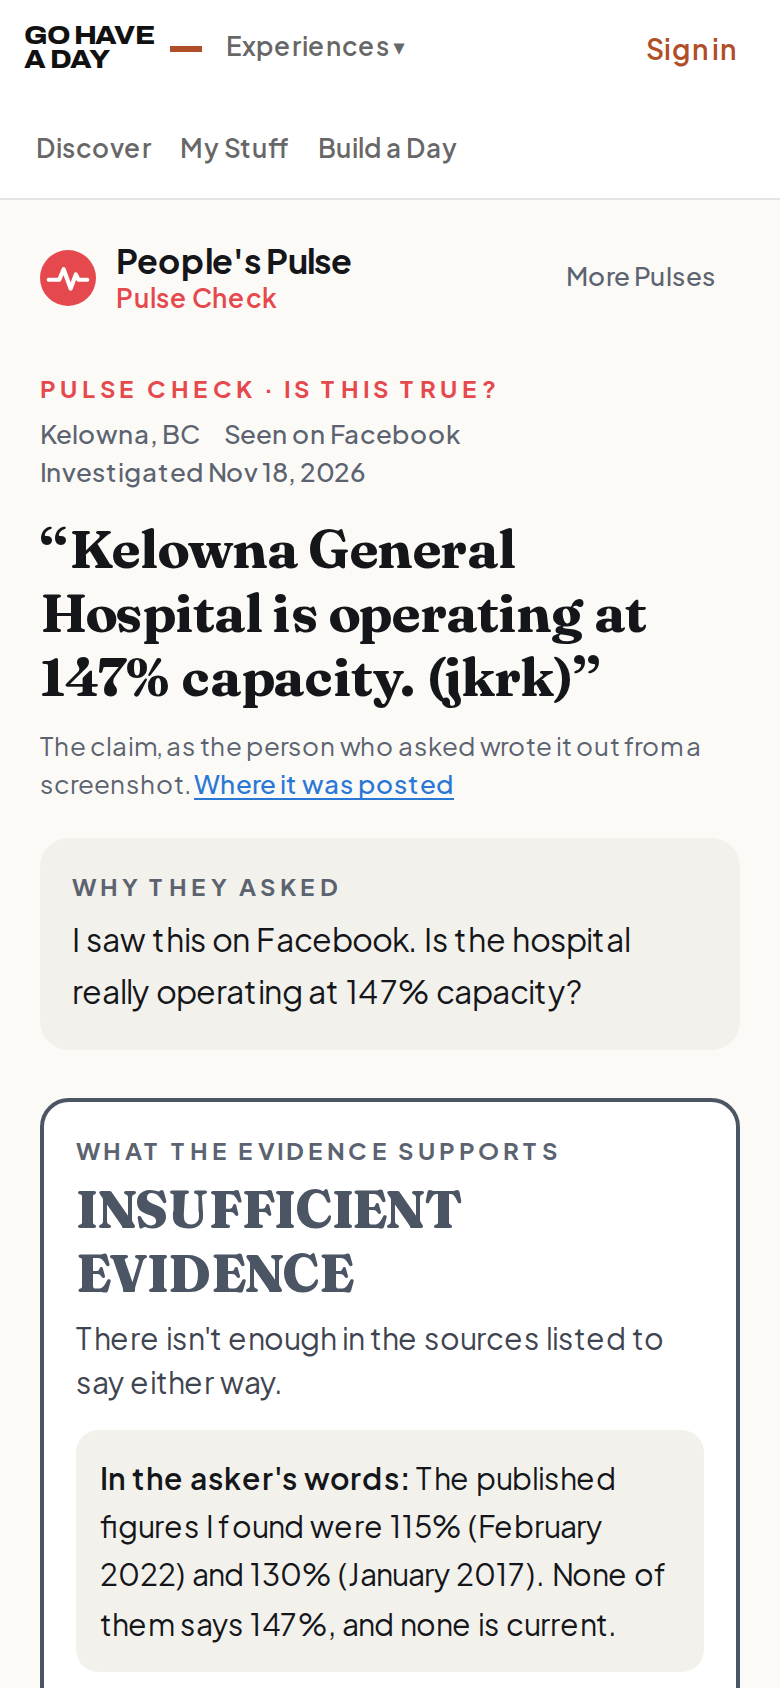 GO HAVE
A DAY
Experiences ▾
Sign in
Discover My Stuff Build a Day
People's Pulse
Pulse Check
More Pulses
PULSE CHECK · IS THIS TRUE?
Kelowna, BC Seen on Facebook
Investigated Nov 18, 2026
“Kelowna General
Hospital is operating at
147% capacity. (jkrk)”
The claim, as the person who asked wrote it out from a
screenshot. Where it was posted
WHY THEY ASKED
I saw this on Facebook. Is the hospital
really operating at 147% capacity?
WHAT THE EVIDENCE SUPPORTS
INSUFFICIENT
EVIDENCE
There isn't enough in the sources listed to
say either way.
In the asker's words: The published
figures I found were 115% (February
2022) and 130% (January 2017). None of
them says 147%, and none is current.